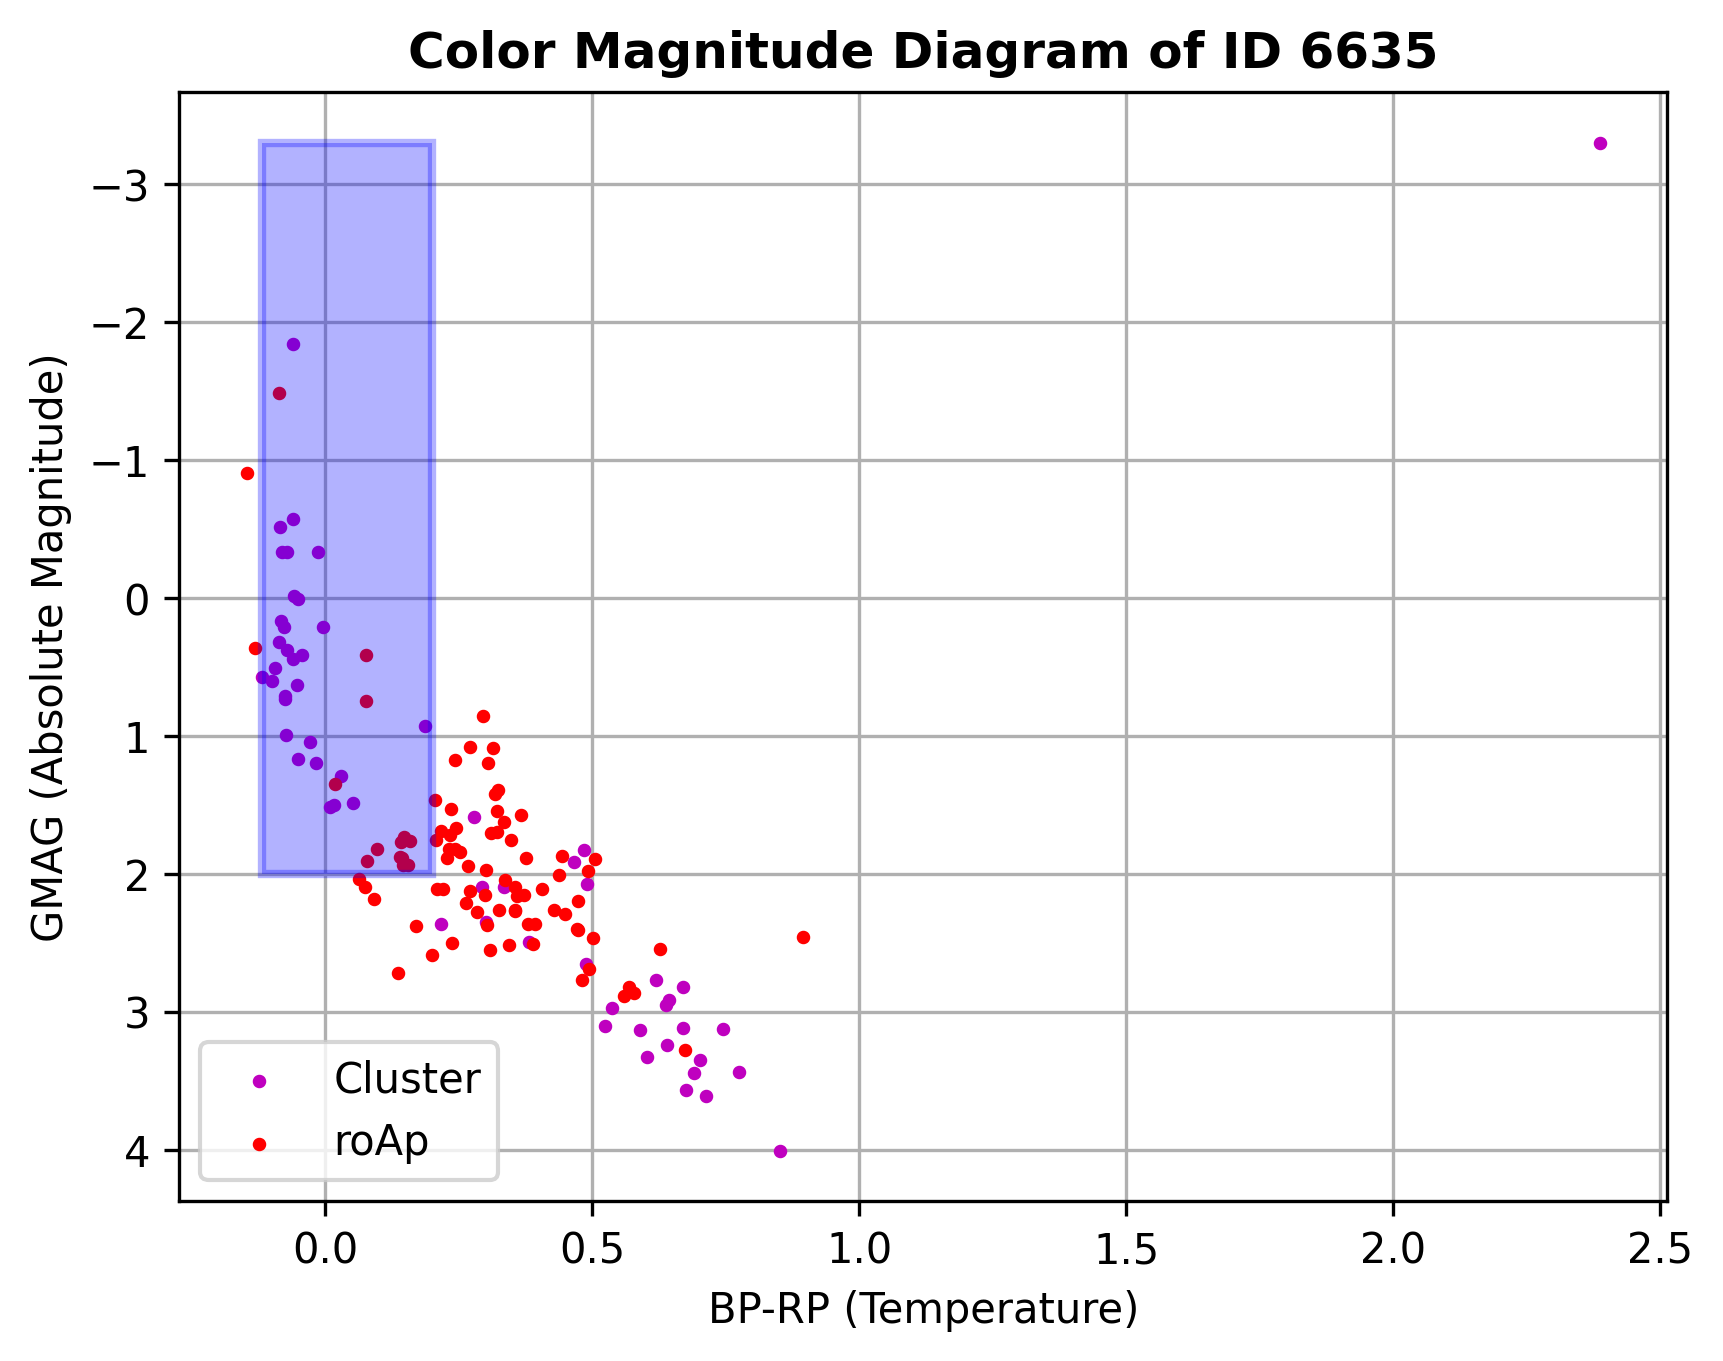 Color Magnitude Diagram of ID 6635
GMAG (Absolute Magnitude)
−3
−2
−1
0
1
2
3
4
Cluster
roAp
0.0 0.5 1.0 1.5 2.0 2.5
BP-RP (Temperature)